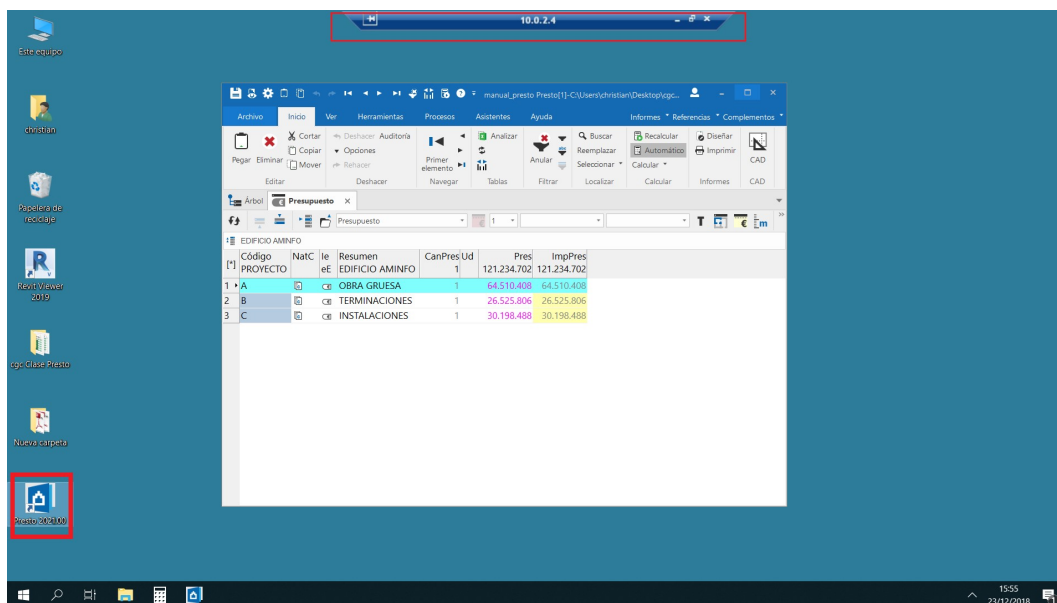 10.0.2.4
Este equipo
christian
Papelera de
reciclaje
Revit Viewer
2019
cgc Clase Presto
Nueva carpeta
manual_presto Presto[1]-C:\Users\christian\Desktop\cgc...
Archivo Inicio Ver Herramientas Procesos Asistentes Ayuda Informes Referencias Complementos
Pegar Eliminar Cortar Copiar Mover
Deshacer Auditoría
Opciones
Rehacer
Primer
elemento
Analizar
Anular
Buscar
Reemplazar
Seleccionar
Recalcular
Automático
Calcular
Diseñar
Imprimir
CAD
Editar Deshacer Navegar Tablas Filtrar Localizar Calcular Informes CAD
Árbol Presupuesto
Presupuesto 1 T € m
EDIFICIO AMINFO
[*] Código NatC Ie Resumen CanPres Ud Pres ImpPres
PROYECTO eE EDIFICIO AMINFO 1 121.234.702 121.234.702
1 A OBRA GRUESA 1 64.510.408 64.510.408
2 B TERMINACIONES 1 26.525.806 26.525.806
3 C INSTALACIONES 1 30.198.488 30.198.488
15:55
23/12/2018